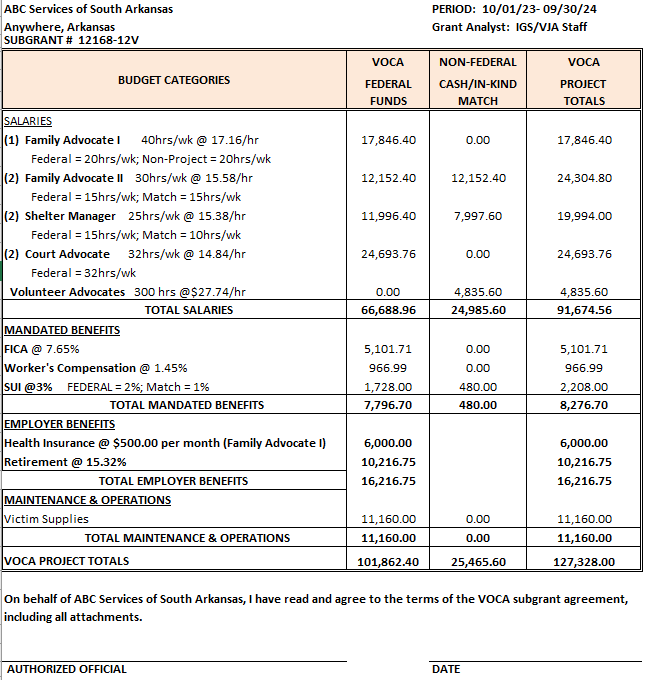 ABC Services of South Arkansas PERIOD: 10/01/23- 09/30/24
Anywhere, Arkansas Grant Analyst: IGS/VJA Staff
SUBGRANT # 12168-12V
BUDGET CATEGORIES VOCA FEDERAL FUNDS NON-FEDERAL CASH/IN-KIND MATCH VOCA PROJECT TOTALS
SALARIES
(1) Family Advocate I 40hrs/wk @ 17.16/hr 17,846.40 0.00 17,846.40
Federal = 20hrs/wk; Non-Project = 20hrs/wk
(2) Family Advocate II 30hrs/wk @ 15.58/hr 12,152.40 12,152.40 24,304.80
Federal = 15hrs/wk; Match = 15hrs/wk
(2) Shelter Manager 25hrs/wk @ 15.38/hr 11,996.40 7,997.60 19,994.00
Federal = 15hrs/wk; Match = 10hrs/wk
(2) Court Advocate 32hrs/wk @ 14.84/hr 24,693.76 0.00 24,693.76
Federal = 32hrs/wk
Volunteer Advocates 300 hrs @$27.74/hr 0.00 4,835.60 4,835.60
TOTAL SALARIES 66,688.96 24,985.60 91,674.56
MANDATED BENEFITS
FICA @ 7.65% 5,101.71 0.00 5,101.71
Worker's Compensation @ 1.45% 966.99 0.00 966.99
SUI @3% FEDERAL = 2%; Match = 1% 1,728.00 480.00 2,208.00
TOTAL MANDATED BENEFITS 7,796.70 480.00 8,276.70
EMPLOYER BENEFITS
Health Insurance @ $500.00 per month (Family Advocate I) 6,000.00 6,000.00
Retirement @ 15.32% 10,216.75 10,216.75
TOTAL EMPLOYER BENEFITS 16,216.75 16,216.75
MAINTENANCE & OPERATIONS
Victim Supplies 11,160.00 0.00 11,160.00
TOTAL MAINTENANCE & OPERATIONS 11,160.00 0.00 11,160.00
VOCA PROJECT TOTALS 101,862.40 25,465.60 127,328.00
On behalf of ABC Services of South Arkansas, I have read and agree to the terms of the VOCA subgrant agreement,
including all attachments.
AUTHORIZED OFFICIAL DATE